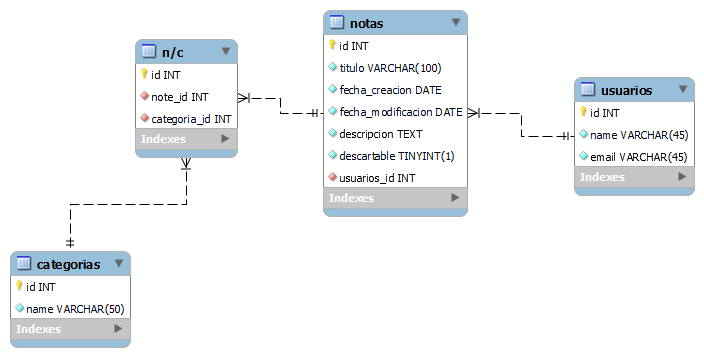 notas
id INT
titulo VARCHAR(100)
fecha_creacion DATE
fecha_modificacion DATE
descripcion TEXT
descartable TINYINT(1)
usuarios_id INT
Indexes
n/c
id INT
note_id INT
categoria_id INT
Indexes
usuarios
id INT
name VARCHAR(45)
email VARCHAR(45)
Indexes
categorias
id INT
name VARCHAR(50)
Indexes